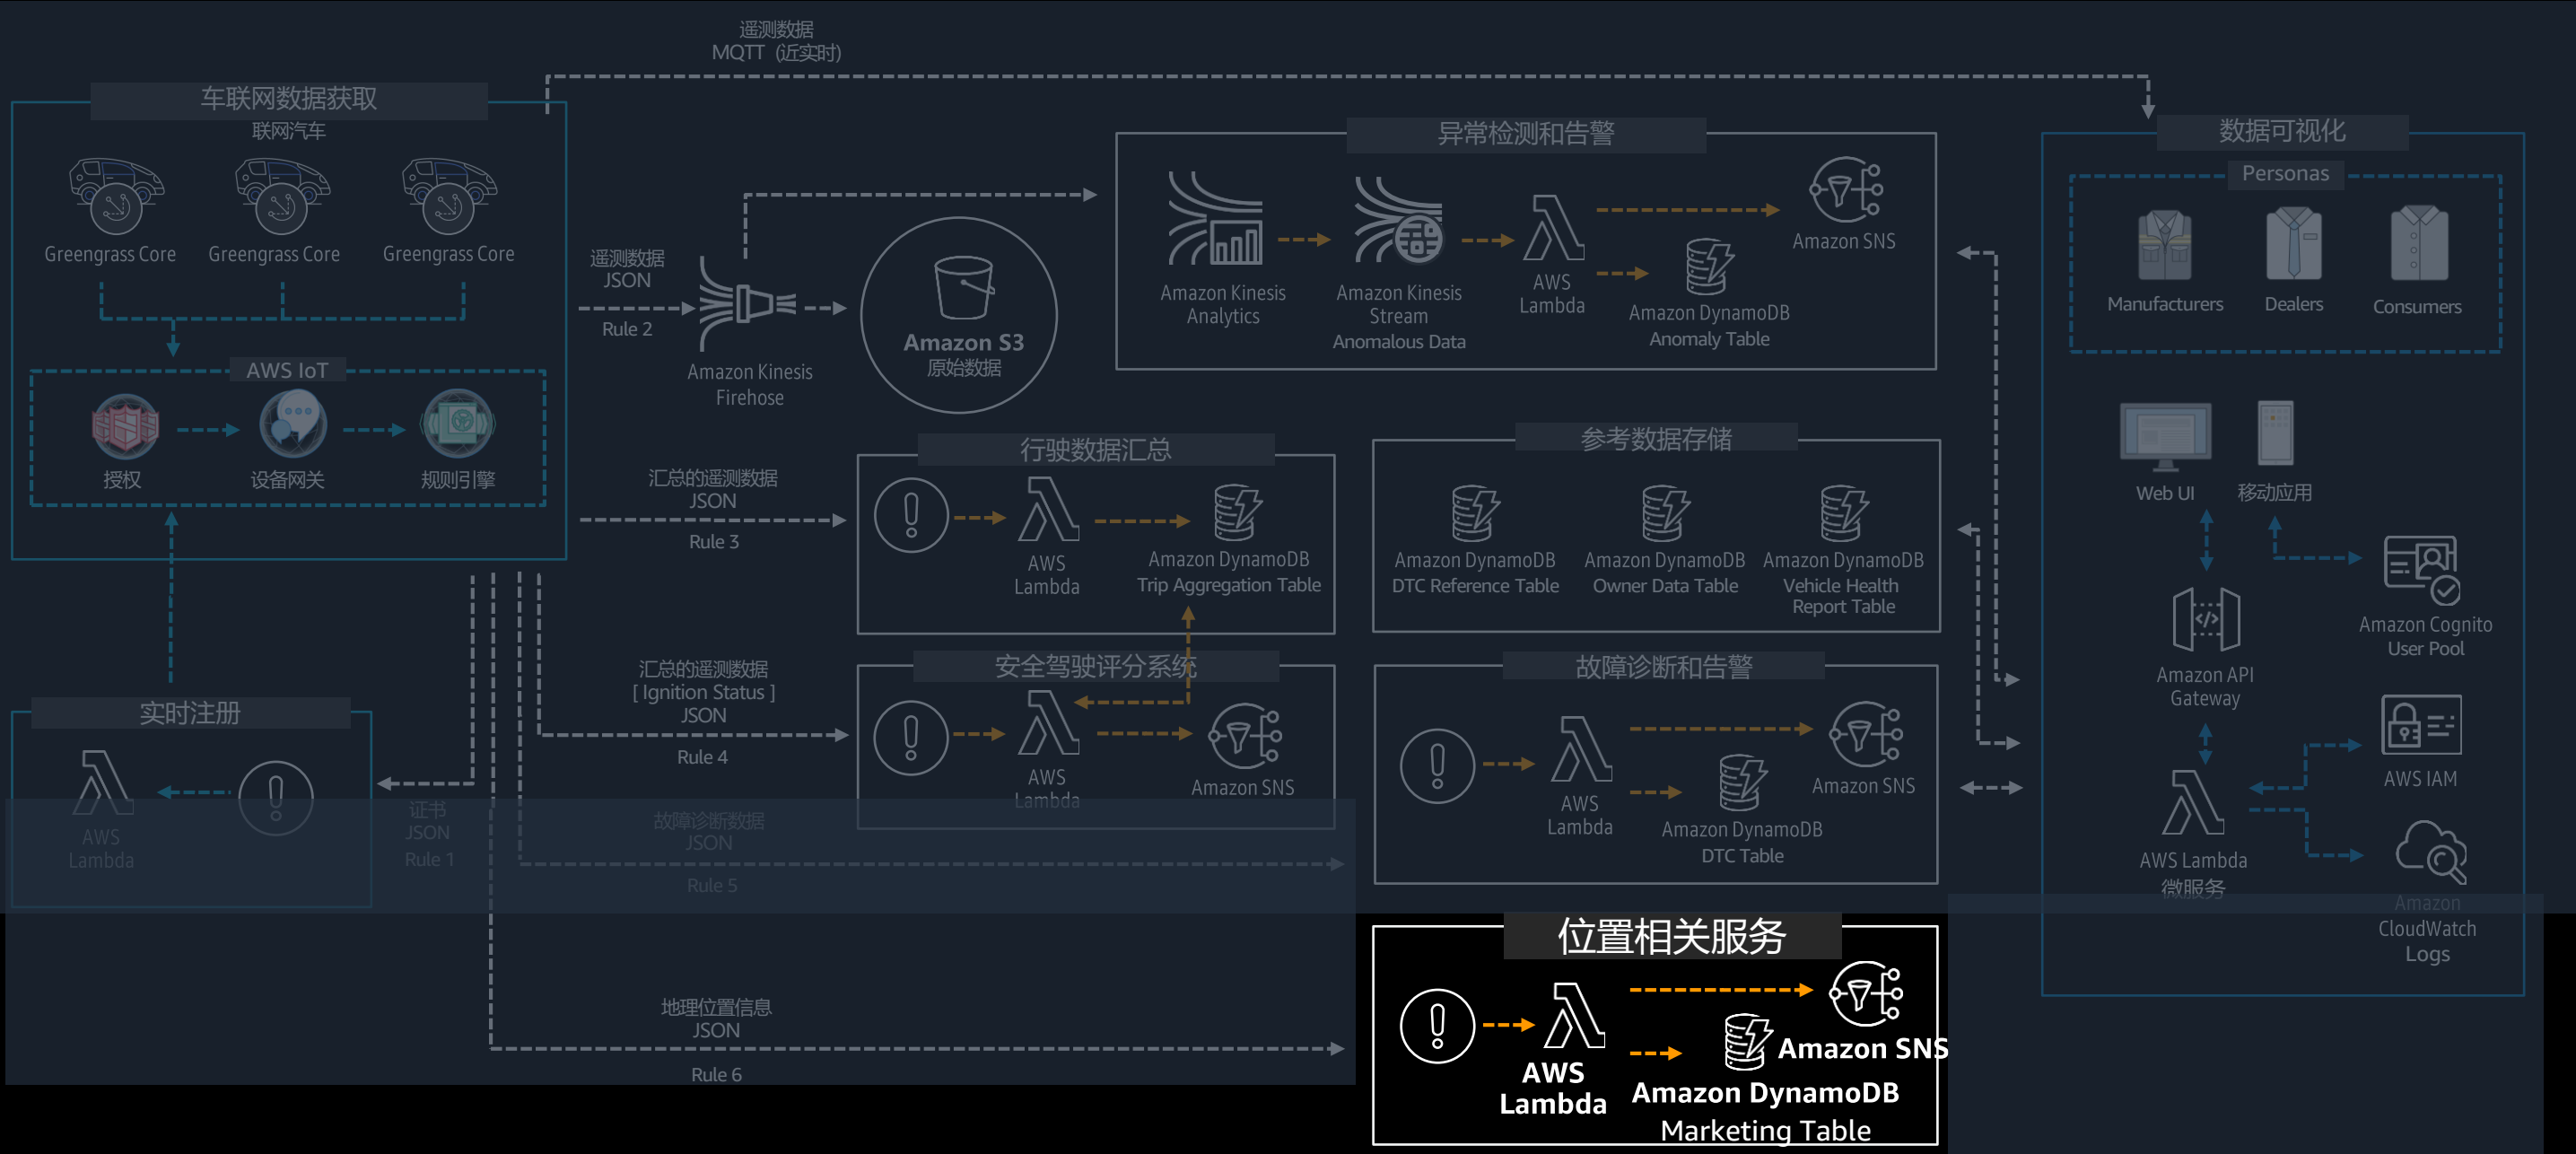 遥测数据
MQTT（近实时）
车联网数据获取
联网汽车
Greengrass Core
Greengrass Core
Greengrass Core
AWS IoT
授权
设备网关
规则引擎
遥测数据
JSON
Rule 2
Amazon Kinesis
Firehose
Amazon S3
原始数据
异常检测和告警
Amazon Kinesis
Analytics
Amazon Kinesis
Stream
Anomalous Data
AWS
Lambda
Amazon SNS
Amazon DynamoDB
Anomaly Table
数据可视化
Personas
Manufacturers
Dealers
Consumers
Web UI
移动应用
Amazon Cognito
User Pool
Amazon API
Gateway
AWS IAM
AWS Lambda
微服务
Amazon
CloudWatch
Logs
汇总的遥测数据
JSON
Rule 3
行驶数据汇总
AWS
Lambda
Amazon DynamoDB
Trip Aggregation Table
参考数据存储
Amazon DynamoDB
DTC Reference Table
Amazon DynamoDB
Owner Data Table
Amazon DynamoDB
Vehicle Health
Report Table
汇总的遥测数据
[ Ignition Status ]
JSON
Rule 4
安全驾驶评分系统
AWS
Lambda
Amazon SNS
故障诊断和告警
AWS
Lambda
Amazon SNS
Amazon DynamoDB
DTC Table
实时注册
AWS
Lambda
证书
JSON
Rule 1
故障诊断数据
JSON
Rule 5
地理位置信息
JSON
Rule 6
位置相关服务
AWS
Lambda
Amazon SNS
Amazon DynamoDB
Marketing Table